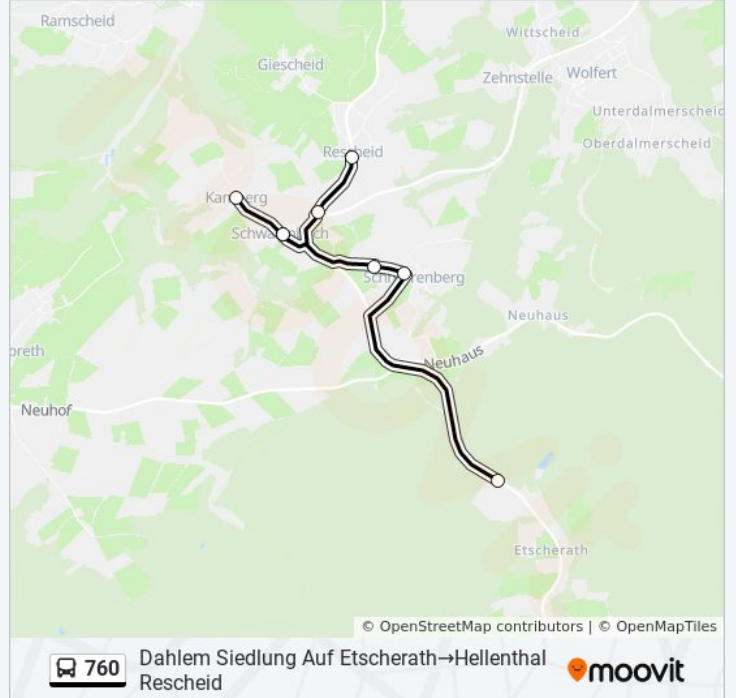 Ramscheid
Wittscheid
Giescheid
Zehnstelle
Wolfert
Unterdalmerscheid
Oberdalmerscheid
Neuhaus
Neuhaus
oreth
Neuhof
Etscherath
© OpenStreetMap contributors | © OpenMapTiles
760
Dahlem Siedlung Auf Etscherath→Hellenthal
Rescheid
moovit